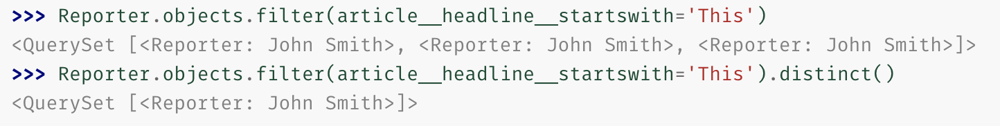 >>> Reporter.objects.filter(article__headline__startswith='This')
<QuerySet [<Reporter: John Smith>, <Reporter: John Smith>, <Reporter: John Smith>]>
>>> Reporter.objects.filter(article__headline__startswith='This').distinct()
<QuerySet [<Reporter: John Smith>]>